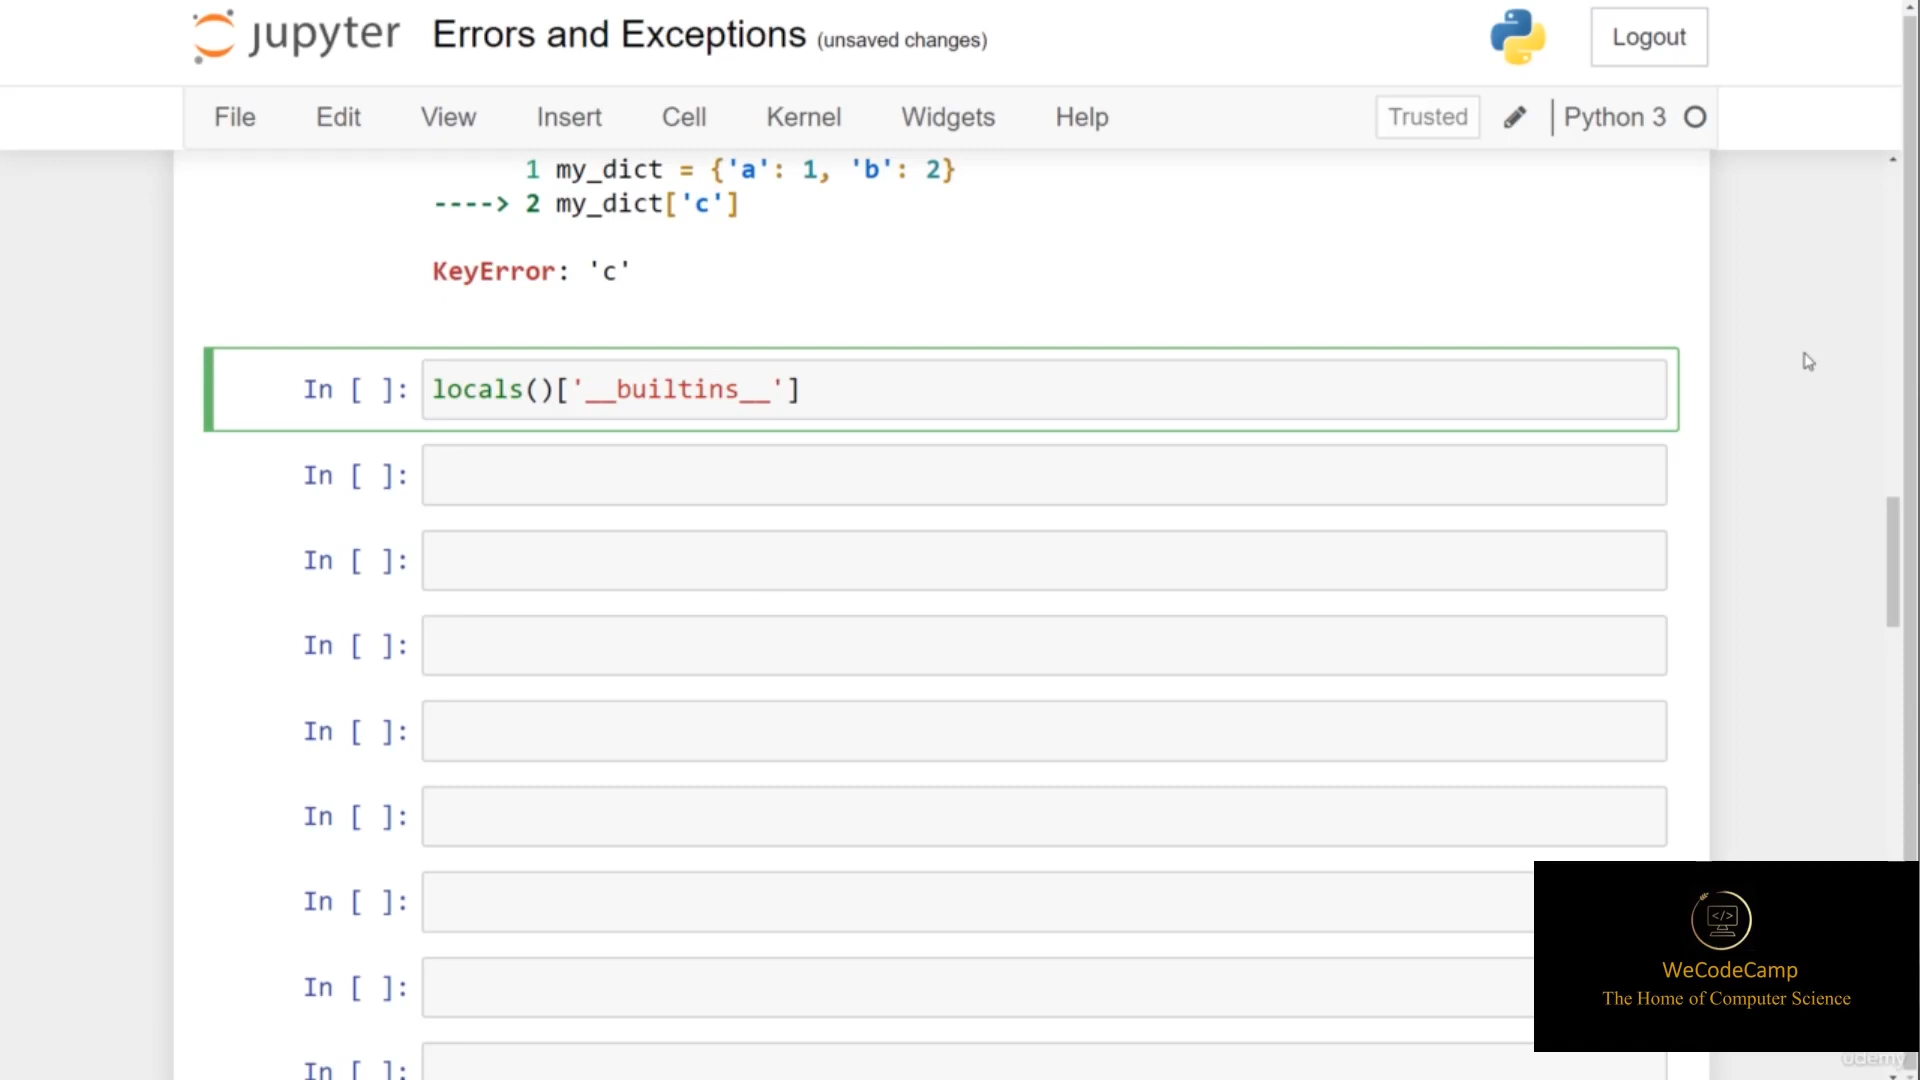 jupyter Errors and Exceptions (unsaved changes) Logout
File Edit View Insert Cell Kernel Widgets Help Trusted Python 3
1 my_dict = {'a': 1, 'b': 2}
----> 2 my_dict['c']
KeyError: 'c'
In [ ]: locals()['__builtins__']
In [ ]:
In [ ]:
In [ ]:
In [ ]:
In [ ]:
In [ ]:
In [ ]:
In [ ]:
</>
WeCodeCamp
The Home of Computer Science
udemy